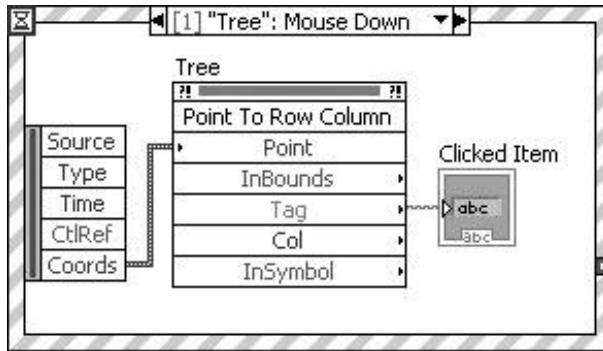 [1] "Tree": Mouse Down
Tree
?! ?!
Point To Row Column
Source
Type
Time
CtlRef
Coords
Point
InBounds
Tag
Col
InSymbol
Clicked Item
abc
abc